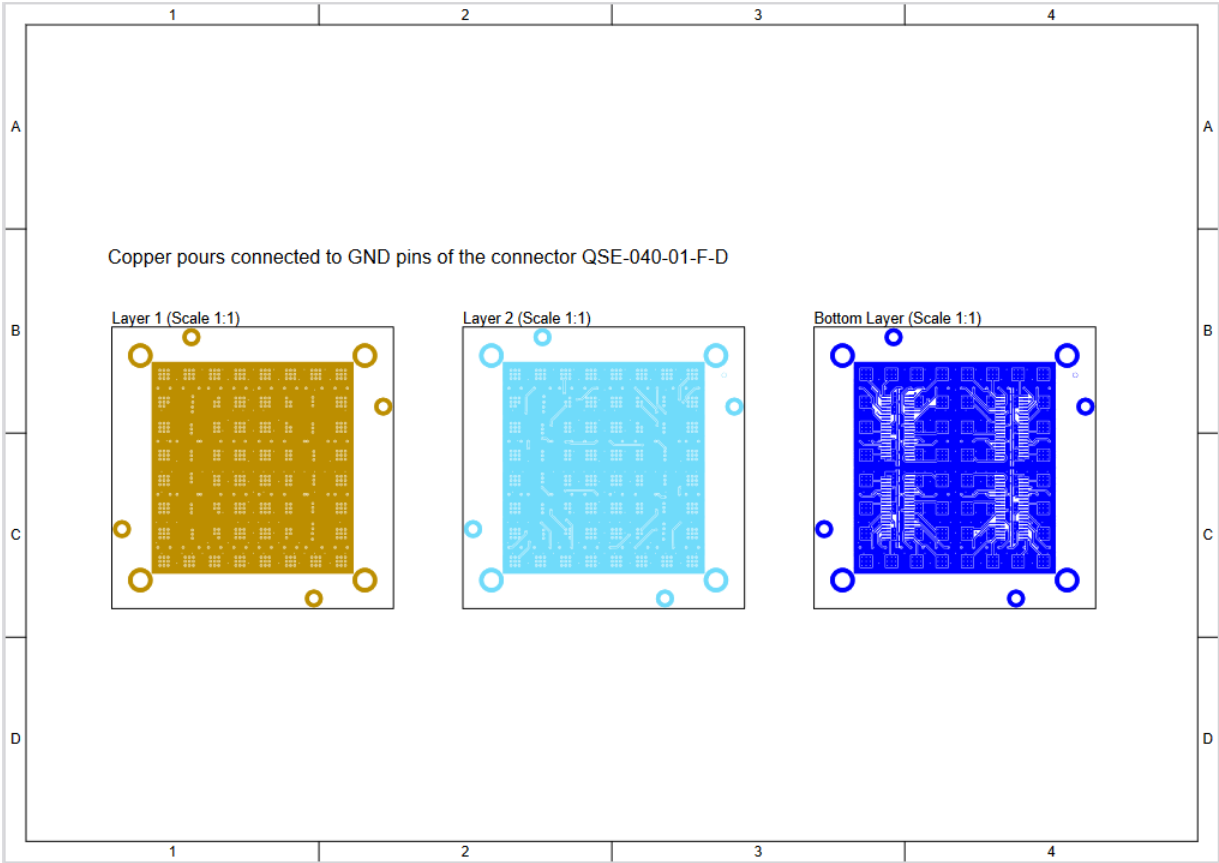 1 2 3 4
A A
Copper pours connected to GND pins of the connector QSE-040-01-F-D
Layer 1 (Scale 1:1) Layer 2 (Scale 1:1) Bottom Layer (Scale 1:1)
B B
C C
D D
1 2 3 4